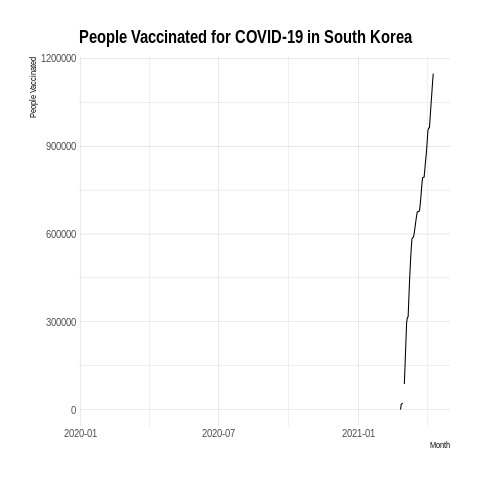 People Vaccinated for COVID-19 in South Korea
People Vaccinated
1200000
900000
600000
300000
0
2020-01
2020-07
2021-01
Month